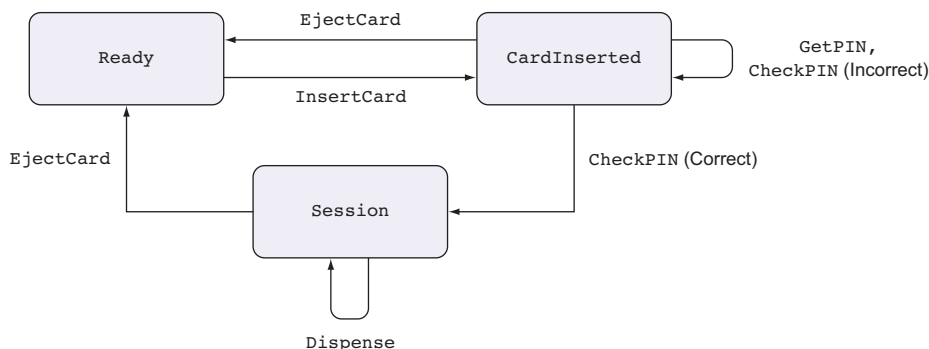 EjectCard
Ready
CardInserted
GetPIN,
CheckPIN (Incorrect)
InsertCard
EjectCard
CheckPIN (Correct)
Session
Dispense